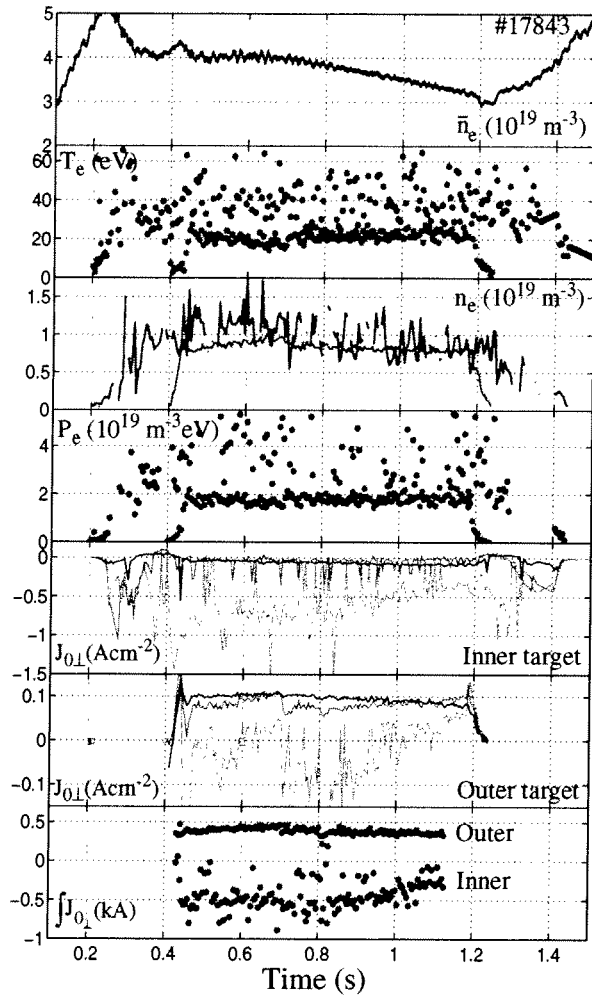 #17843
5
4
3
2
n̄e (10^19 m^-3)
60
40
20
0
Te (eV)
ne (10^19 m^-3)
1.5
1
0.5
0
Pe (10^19 m^-3 eV)
4
2
0
0
-0.5
-1
-1.5
J0⊥(Acm^-2)
Inner target
0.1
0
-0.1
J0⊥(Acm^-2)
Outer target
0.5
0
-0.5
-1
Outer
Inner
∫J0⊥(kA)
0.2 0.4 0.6 0.8 1 1.2 1.4
Time (s)